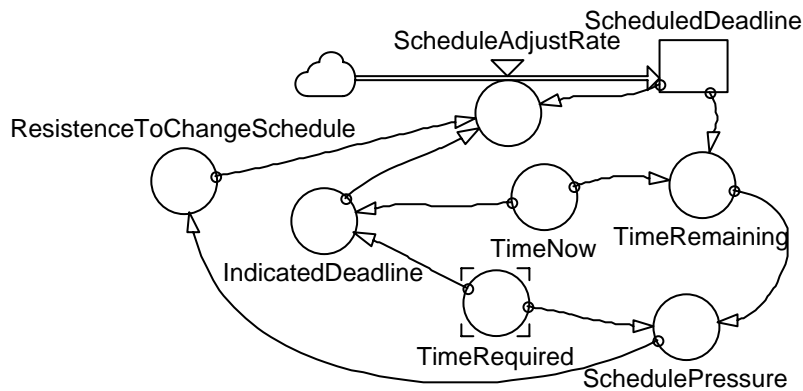 ScheduledDeadline
ScheduleAdjustRate
ResistenceToChangeSchedule
TimeNow
TimeRemaining
IndicatedDeadline
TimeRequired
SchedulePressure